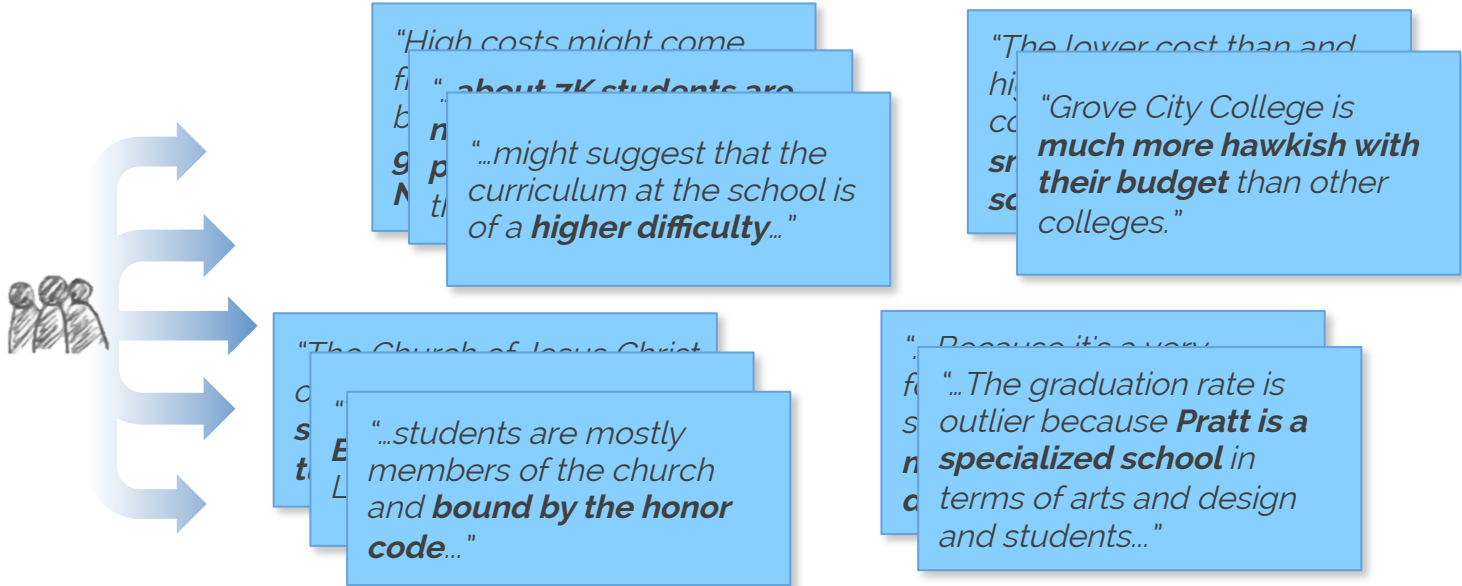 “High costs might come
“…about 7K students are
“…might suggest that the
curriculum at the school is
of a higher difficulty…”
“The lower cost than and
“Grove City College is
much more hawkish with
their budget than other
colleges.”
“The Church of Jesus Christ
“…students are mostly
members of the church
and bound by the honor
code…”
“…Because it's a very
“…The graduation rate is
outlier because Pratt is a
specialized school in
terms of arts and design
and students…”